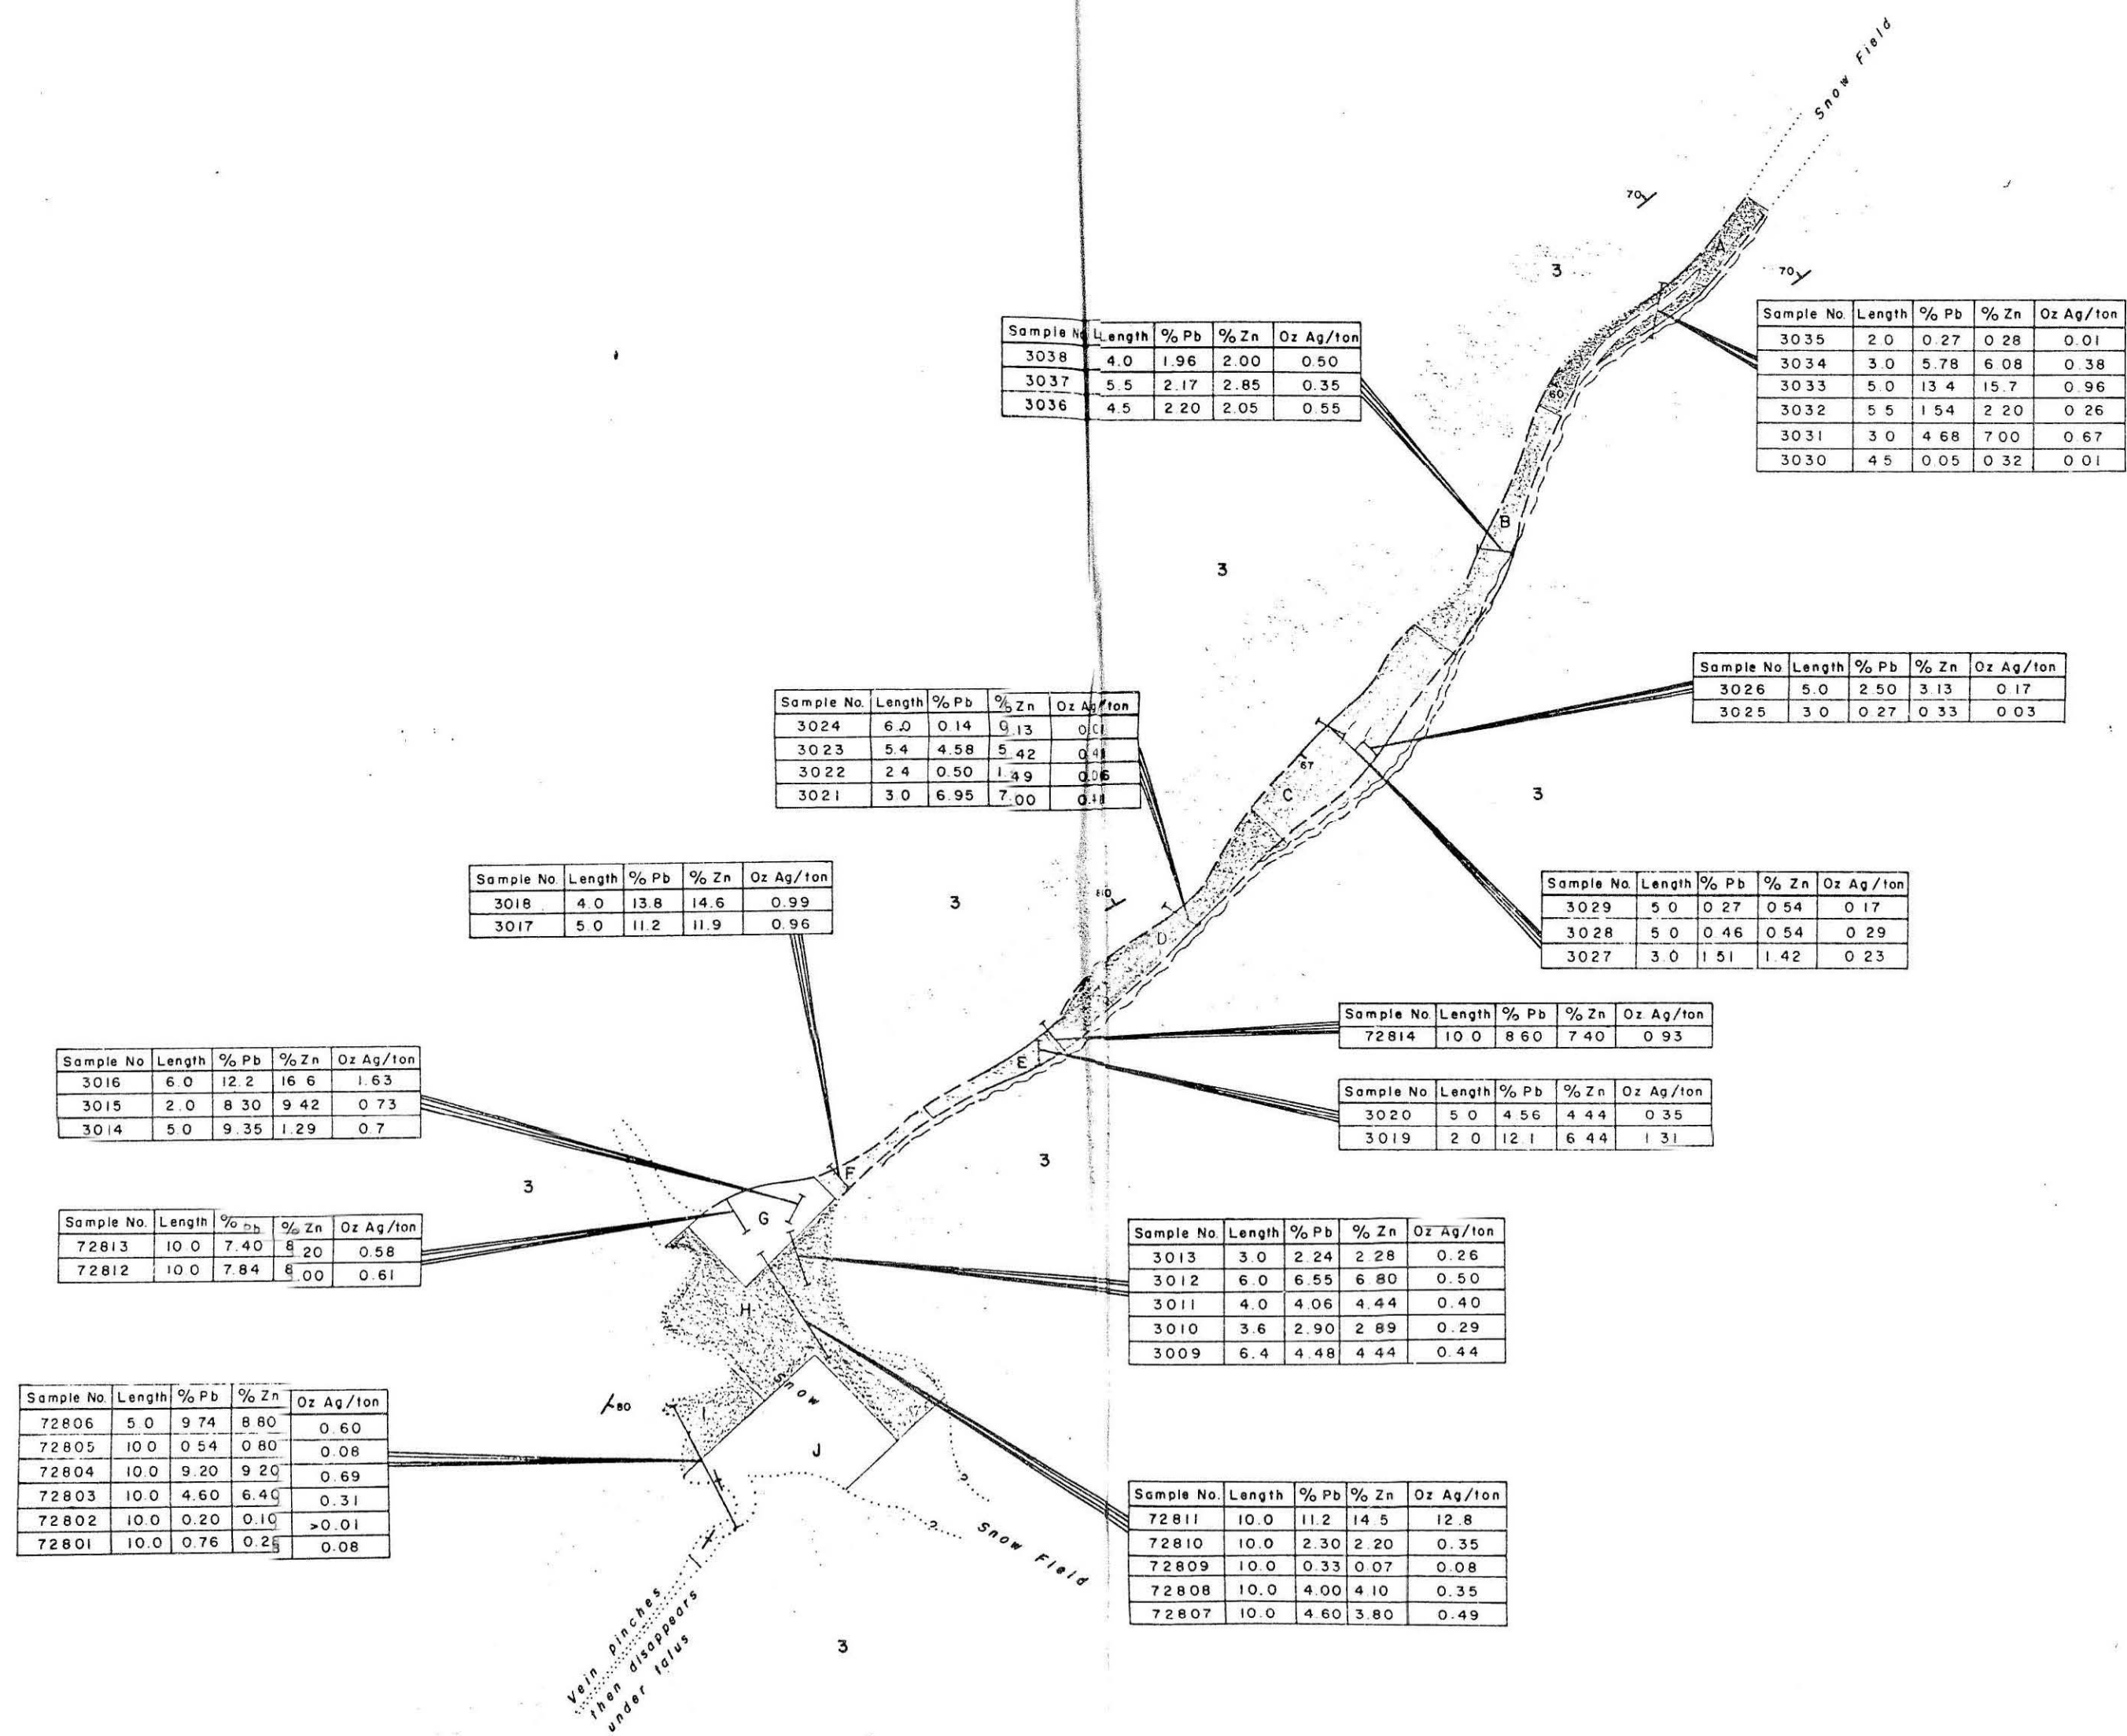 Snow Field
70
3
70
Sample No. Length % Pb % Zn Oz Ag/ton
3035 2.0 0.27 0 28 0.01
3034 3.0 5.78 6 08 0.38
3033 5.0 13 4 15.7 0.96
3032 5 5 1 54 2 20 0 26
3031 3 0 4 68 7 00 0 67
3030 4 5 0.05 0 32 0 01
A
Sample No Length % Pb % Zn Oz Ag/ton
3038 4.0 1.96 2.00 0.50
3037 5.5 2.17 2.85 0.35
3036 4.5 2 20 2.05 0.55
60
B
3
Sample No Length % Pb % Zn Oz Ag/ton
3026 5.0 2.50 3.13 0.17
3025 3 0 0 27 0 33 0 03
Sample No. Length % Pb % Zn Oz Ag/ton
3024 6.0 0.14 0.13
3023 5.4 4.58 5.42
3022 2 4 0.50 1.49 0.06
3021 3.0 6.95 7.00
67
C
3
Sample No. Length % Pb % Zn Oz Ag/ton
3018 4.0 13.8 14.6 0.99
3017 5.0 11.2 11.9 0.96
3
80
Sample No. Length % Pb % Zn Oz Ag/ton
3029 5 0 0 27 0 54 0 17
3028 5 0 0 46 0 54 0 29
3027 3.0 1 51 1.42 0 23
D
Sample No. Length % Pb % Zn Oz Ag/ton
72814 10 0 8 60 7 40 0 93
E
Sample No Length % Pb % Zn Oz Ag/ton
3020 5 0 4 56 4 44 0 35
3019 2 0 12.1 6 44 1 31
Sample No Length % Pb % Zn Oz Ag/ton
3016 6.0 12.2 16 6 1.63
3015 2.0 8 30 9 42 0 73
3014 5.0 9.35 1.29 0.7
3
F
3
G
Sample No. Length % Pb % Zn Oz Ag/ton
72813 10 0 7.40 8 20 0.58
72812 10 0 7.84 8.00 0.61
Sample No. Length % Pb % Zn Oz Ag/ton
3013 3.0 2.24 2 28 0.26
3012 6.0 6.55 6 80 0.50
3011 4.0 4.06 4.44 0.40
3010 3.6 2.90 2 89 0.29
3009 6.4 4.48 4 44 0.44
H
Snow
Sample No. Length % Pb % Zn Oz Ag/ton
72806 5.0 9 74 8 80 0.60
72805 10 0 0 54 0 80 0.08
72804 10.0 9.20 9 20 0.69
72803 10.0 4.60 6.40 0.31
72802 10.0 0.20 0.10 >0.01
72801 10.0 0.76 0.28 0.08
80
I
J
?
?
Snow Field
Sample No. Length % Pb % Zn Oz Ag/ton
72811 10.0 11.2 14 5 12.8
72810 10.0 2.30 2.20 0.35
72809 10.0 0.33 0.07 0.08
72808 10.0 4.00 4.10 0.35
72807 10.0 4.60 3.80 0.49
Vein pinches
then disappears
under talus
3